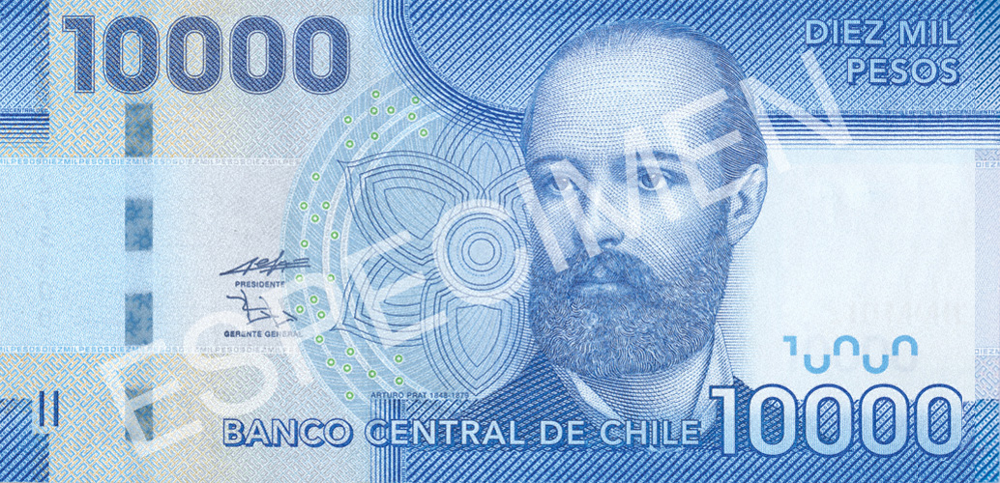 10000
DIEZ MIL
PESOS
ESPECIMEN
PRESIDENTE
GERENTE GENERAL
ARTURO PRAT 1848-1879
BANCO CENTRAL DE CHILE
10000